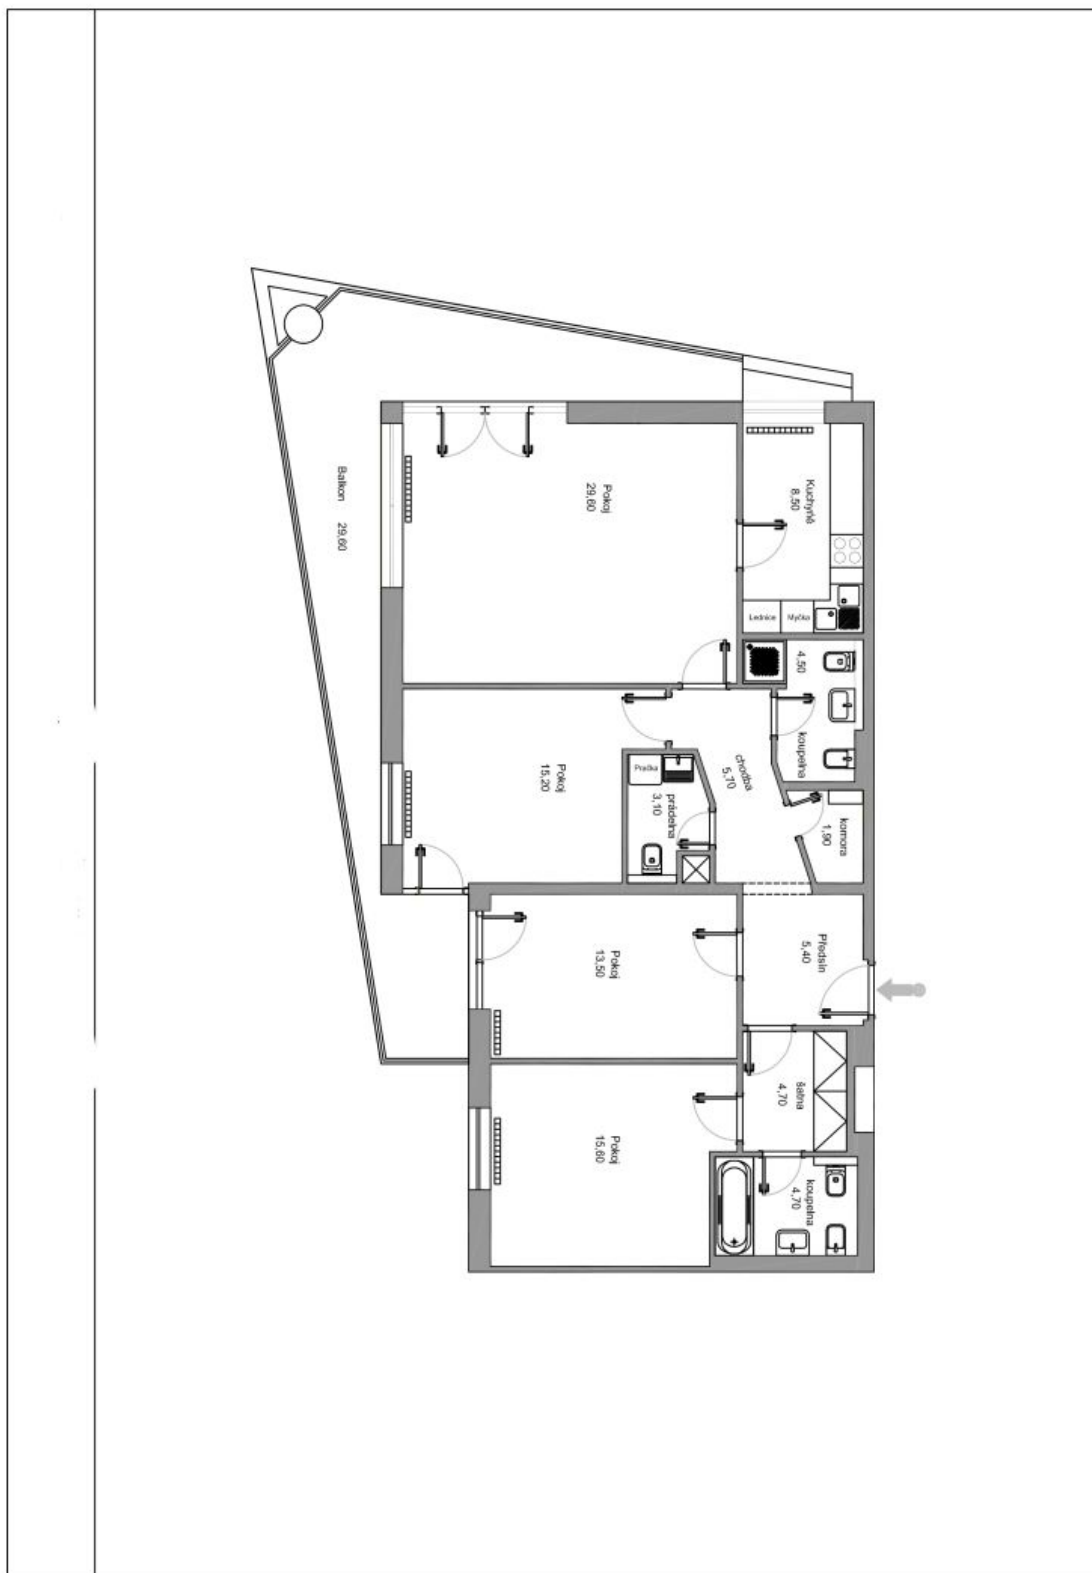 Balkon 29,60
Pokoj
29,60
Kuchyně
8,50
Lednice
Myčka
4,50
koupelna
Pokoj
15,20
Pračka
prádelna
3,10
chodba
5,70
komora
1,90
Pokoj
13,50
Předsín
5,40
šatna
4,70
Pokoj
15,60
koupelna
4,70